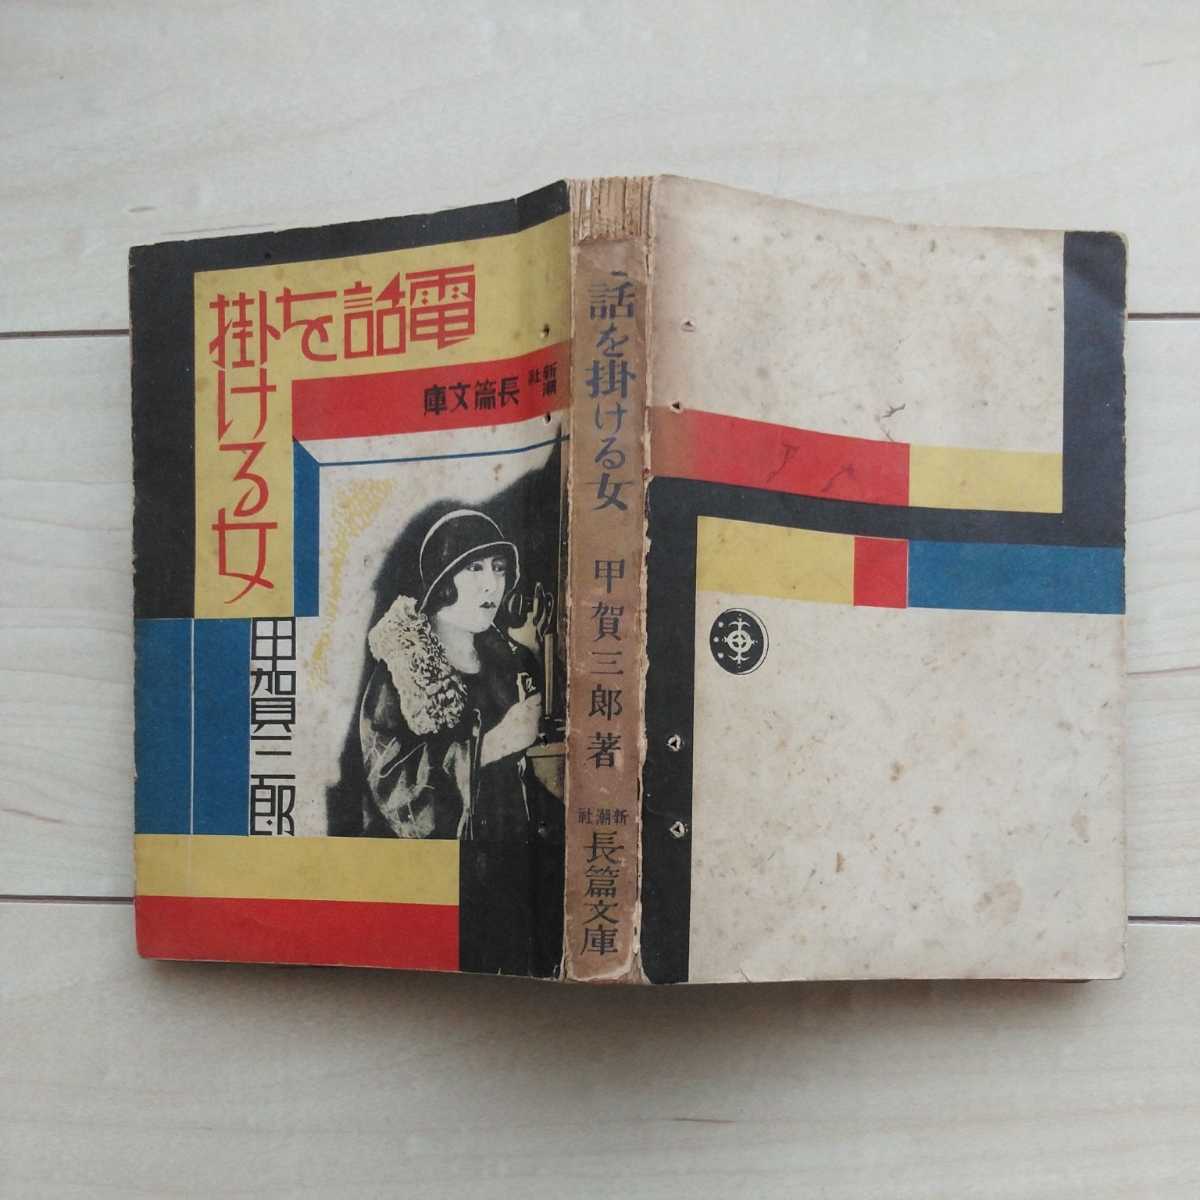 電話を掛ける女
新潮社 長篇文庫
甲賀三郎
話を掛ける女
甲賀三郎著
新潮社
長篇文庫